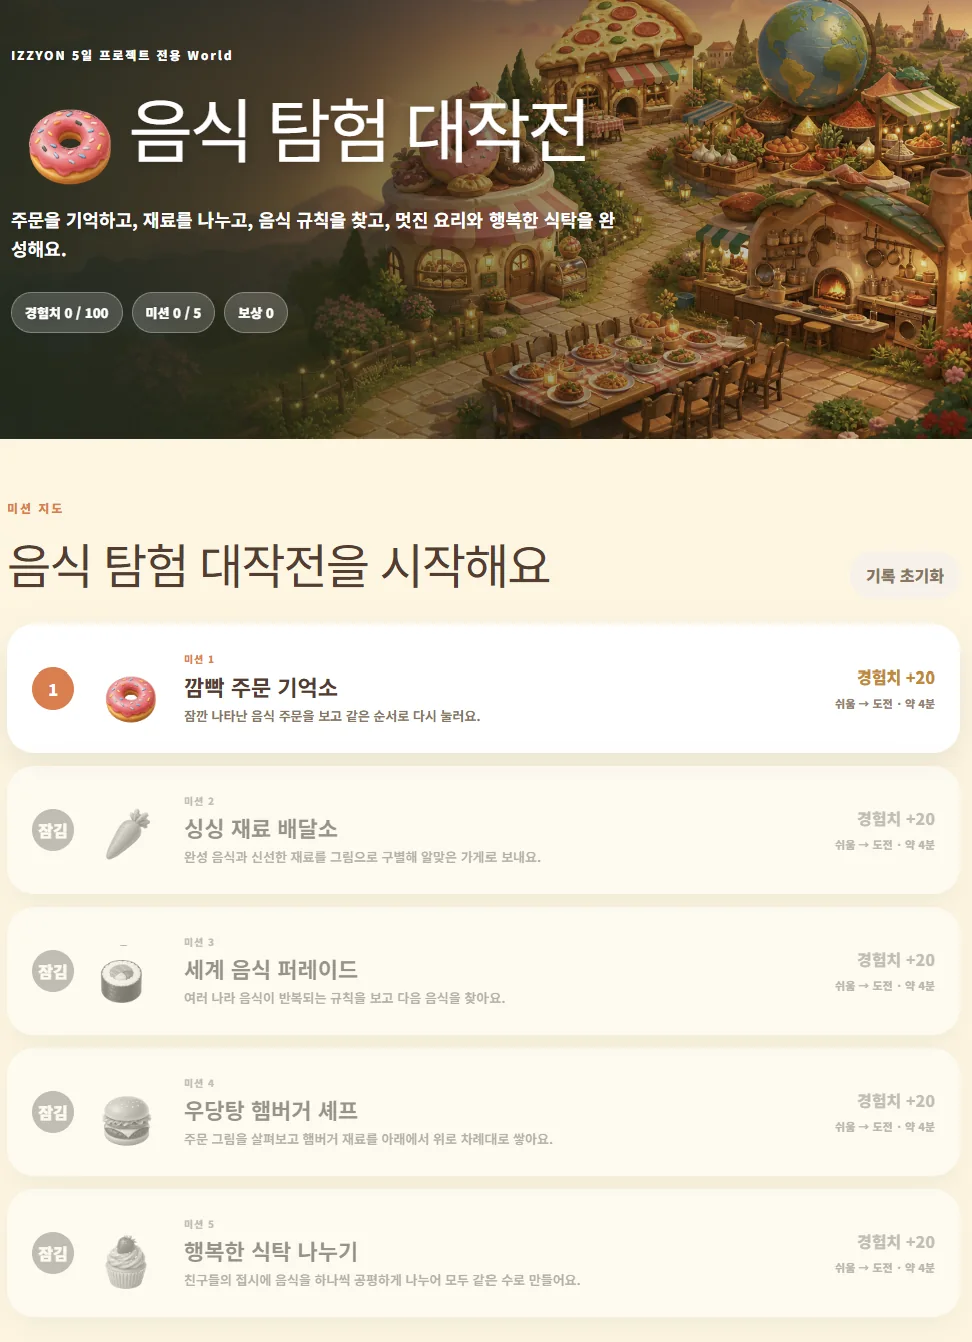 IZZYON 5일 프로젝트 전용 World
음식 탐험 대작전
주문을 기억하고, 재료를 나누고, 음식 규칙을 찾고, 멋진 요리와 행복한 식탁을 완
성해요.
경험치 0 / 100
미션 0 / 5
보상 0
미션 지도
음식 탐험 대작전을 시작해요
기록 초기화
1
미션 1
깜빡 주문 기억소
잠깐 나타난 음식 주문을 보고 같은 순서로 다시 눌러요.
경험치 +20
쉬움 → 도전 · 약 4분
잠김
미션 2
싱싱 재료 배달소
완성 음식과 신선한 재료를 그림으로 구별해 알맞은 가게로 보내요.
경험치 +20
쉬움 → 도전 · 약 4분
잠김
미션 3
세계 음식 퍼레이드
여러 나라 음식이 반복되는 규칙을 보고 다음 음식을 찾아요.
경험치 +20
쉬움 → 도전 · 약 4분
잠김
미션 4
우당탕 햄버거 셰프
주문 그림을 살펴보고 햄버거 재료를 아래에서 위로 차례대로 쌓아요.
경험치 +20
쉬움 → 도전 · 약 4분
잠김
미션 5
행복한 식탁 나누기
친구들의 접시에 음식을 하나씩 공평하게 나누어 모두 같은 수로 만들어요.
경험치 +20
쉬움 → 도전 · 약 4분